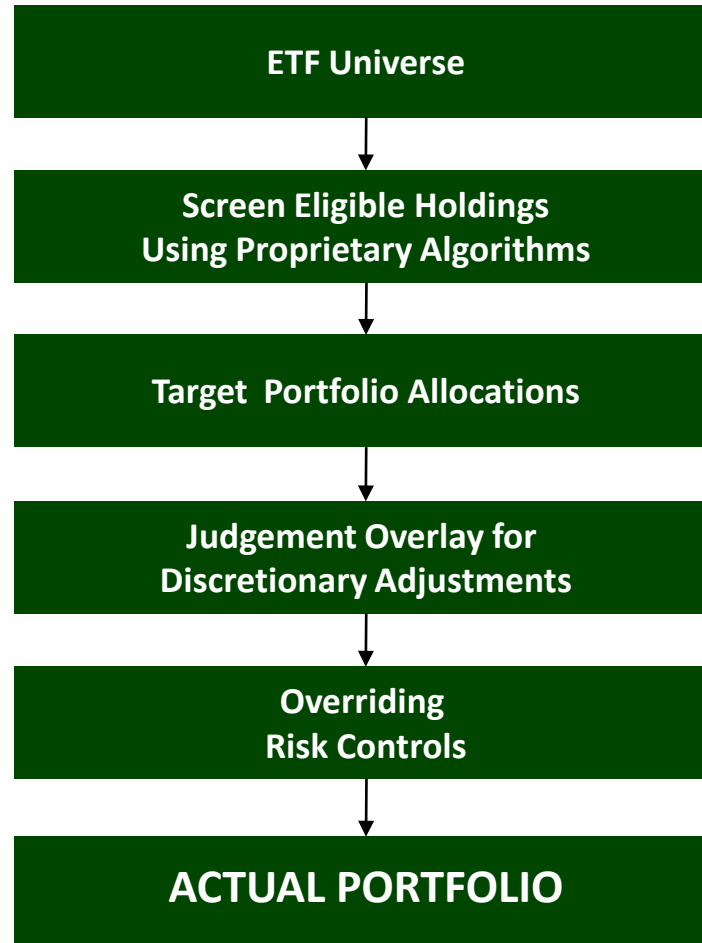 ETF Universe
Screen Eligible Holdings
Using Proprietary Algorithms
Target  Portfolio Allocations
Judgement Overlay for
Discretionary Adjustments
Overriding
Risk Controls
ACTUAL PORTFOLIO